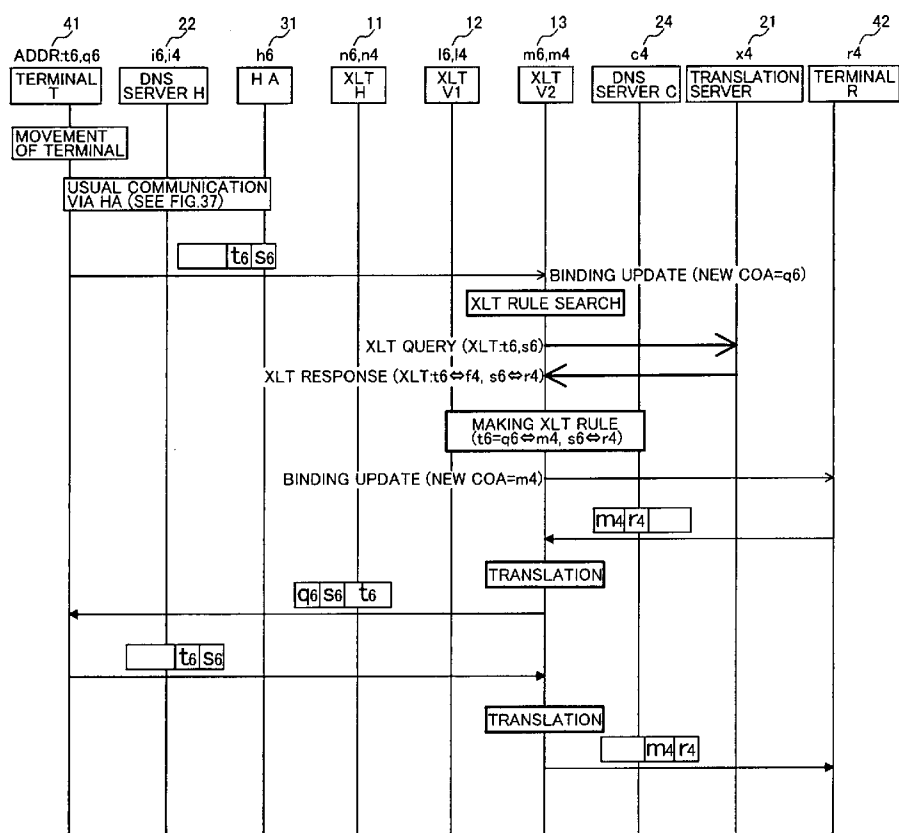 41 22 31 11 12 13 24 21 42
ADDR:t6,q6 i6,i4 h6 n6,n4 l6,l4 m6,m4 c4 x4 r4
TERMINAL T
DNS SERVER H
H A
XLT H
XLT V1
XLT V2
DNS SERVER C
TRANSLATION SERVER
TERMINAL R
MOVEMENT
OF TERMINAL
USUAL COMMUNICATION
VIA HA (SEE FIG.37)
t6 s6
BINDING UPDATE (NEW COA=q6)
XLT RULE SEARCH
XLT QUERY (XLT:t6,s6)
XLT RESPONSE (XLT:t6⇔f4, s6⇔r4)
MAKING XLT RULE
(t6=q6⇔m4, s6⇔r4)
BINDING UPDATE (NEW COA=m4)
m4 r4
TRANSLATION
q6 s6 t6
t6 s6
TRANSLATION
m4 r4